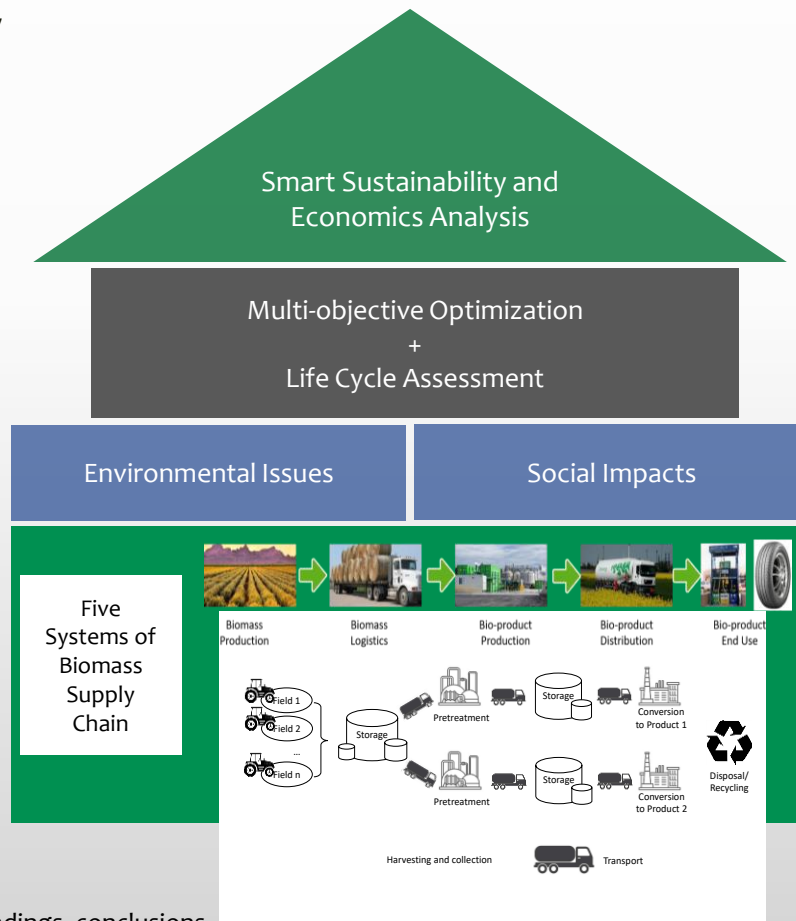 Smart Sustainability and
Economics Analysis
Multi-objective Optimization
+
Life Cycle Assessment
Environmental Issues
Social Impacts
Five
Systems of
Biomass
Supply
Chain
Biomass
Production
Biomass
Logistics
Bio-product
Production
Bio-product
Distribution
Bio-product
End Use
Field 1
Field 2
...
Field n
Storage
Pretreatment
Storage
Conversion
to Product 1
Pretreatment
Storage
Conversion
to Product 2
Disposal/
Recycling
Harvesting and collection
Transport
conclusions